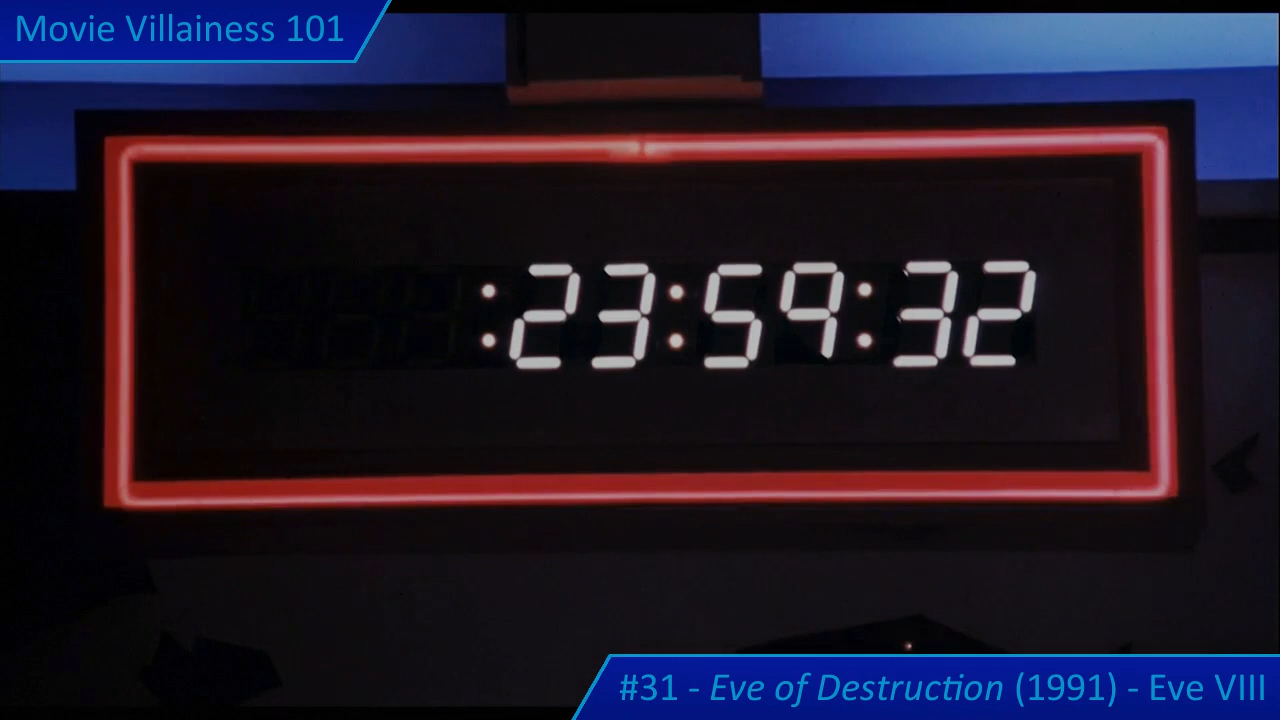 Movie Villainess 101
:23:59:32
#31 - Eve of Destruction (1991) - Eve VIII